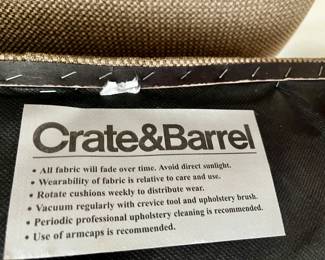 Crate&Barrel
• All fabric will fade over time. Avoid direct sunlight.
• Wearability of fabric is relative to care and use.
• Rotate cushions weekly to distribute wear.
• Vacuum regularly with crevice tool and upholstery brush.
• Periodic professional upholstery cleaning is recommended.
• Use of armcaps is recommended.